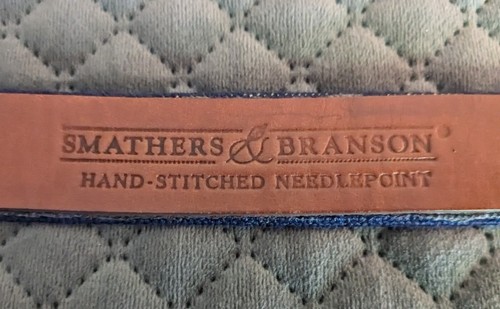 SMATHERS & BRANSON®
HAND-STITCHED NEEDLEPOINT